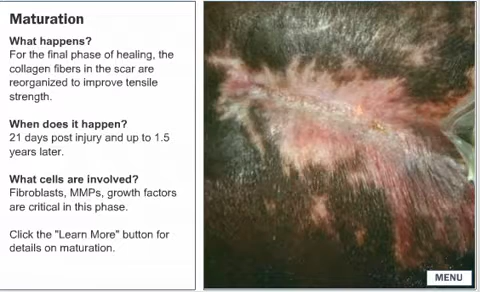 Maturation
What happens?
For the final phase of healing, the
collagen fibers in the scar are
reorganized to improve tensile
strength.
When does it happen?
21 days post injury and up to 1.5
years later.
What cells are involved?
Fibroblasts, MMPs, growth factors
are critical in this phase.
Click the "Learn More" button for
details on maturation.
MENU